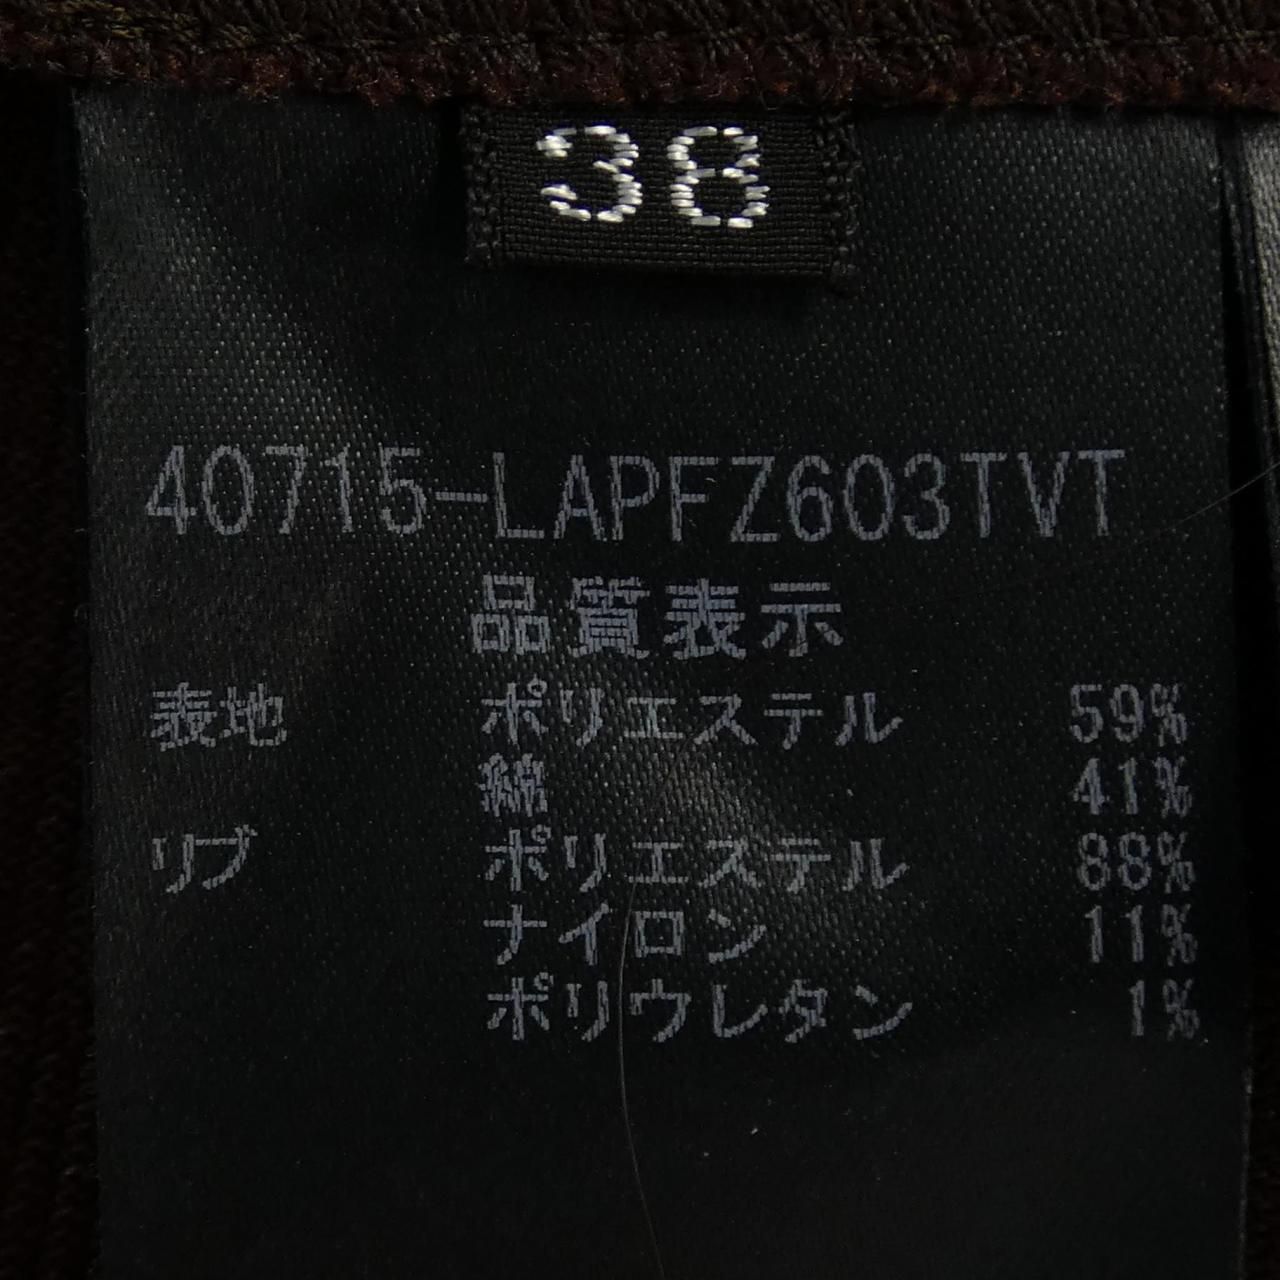 38
40715-LAPFZ603TVT
品質表示
表地 ポリエステル 59%
綿 41%
リブ ポリエステル 88%
ナイロン 11%
ポリウレタン 1%